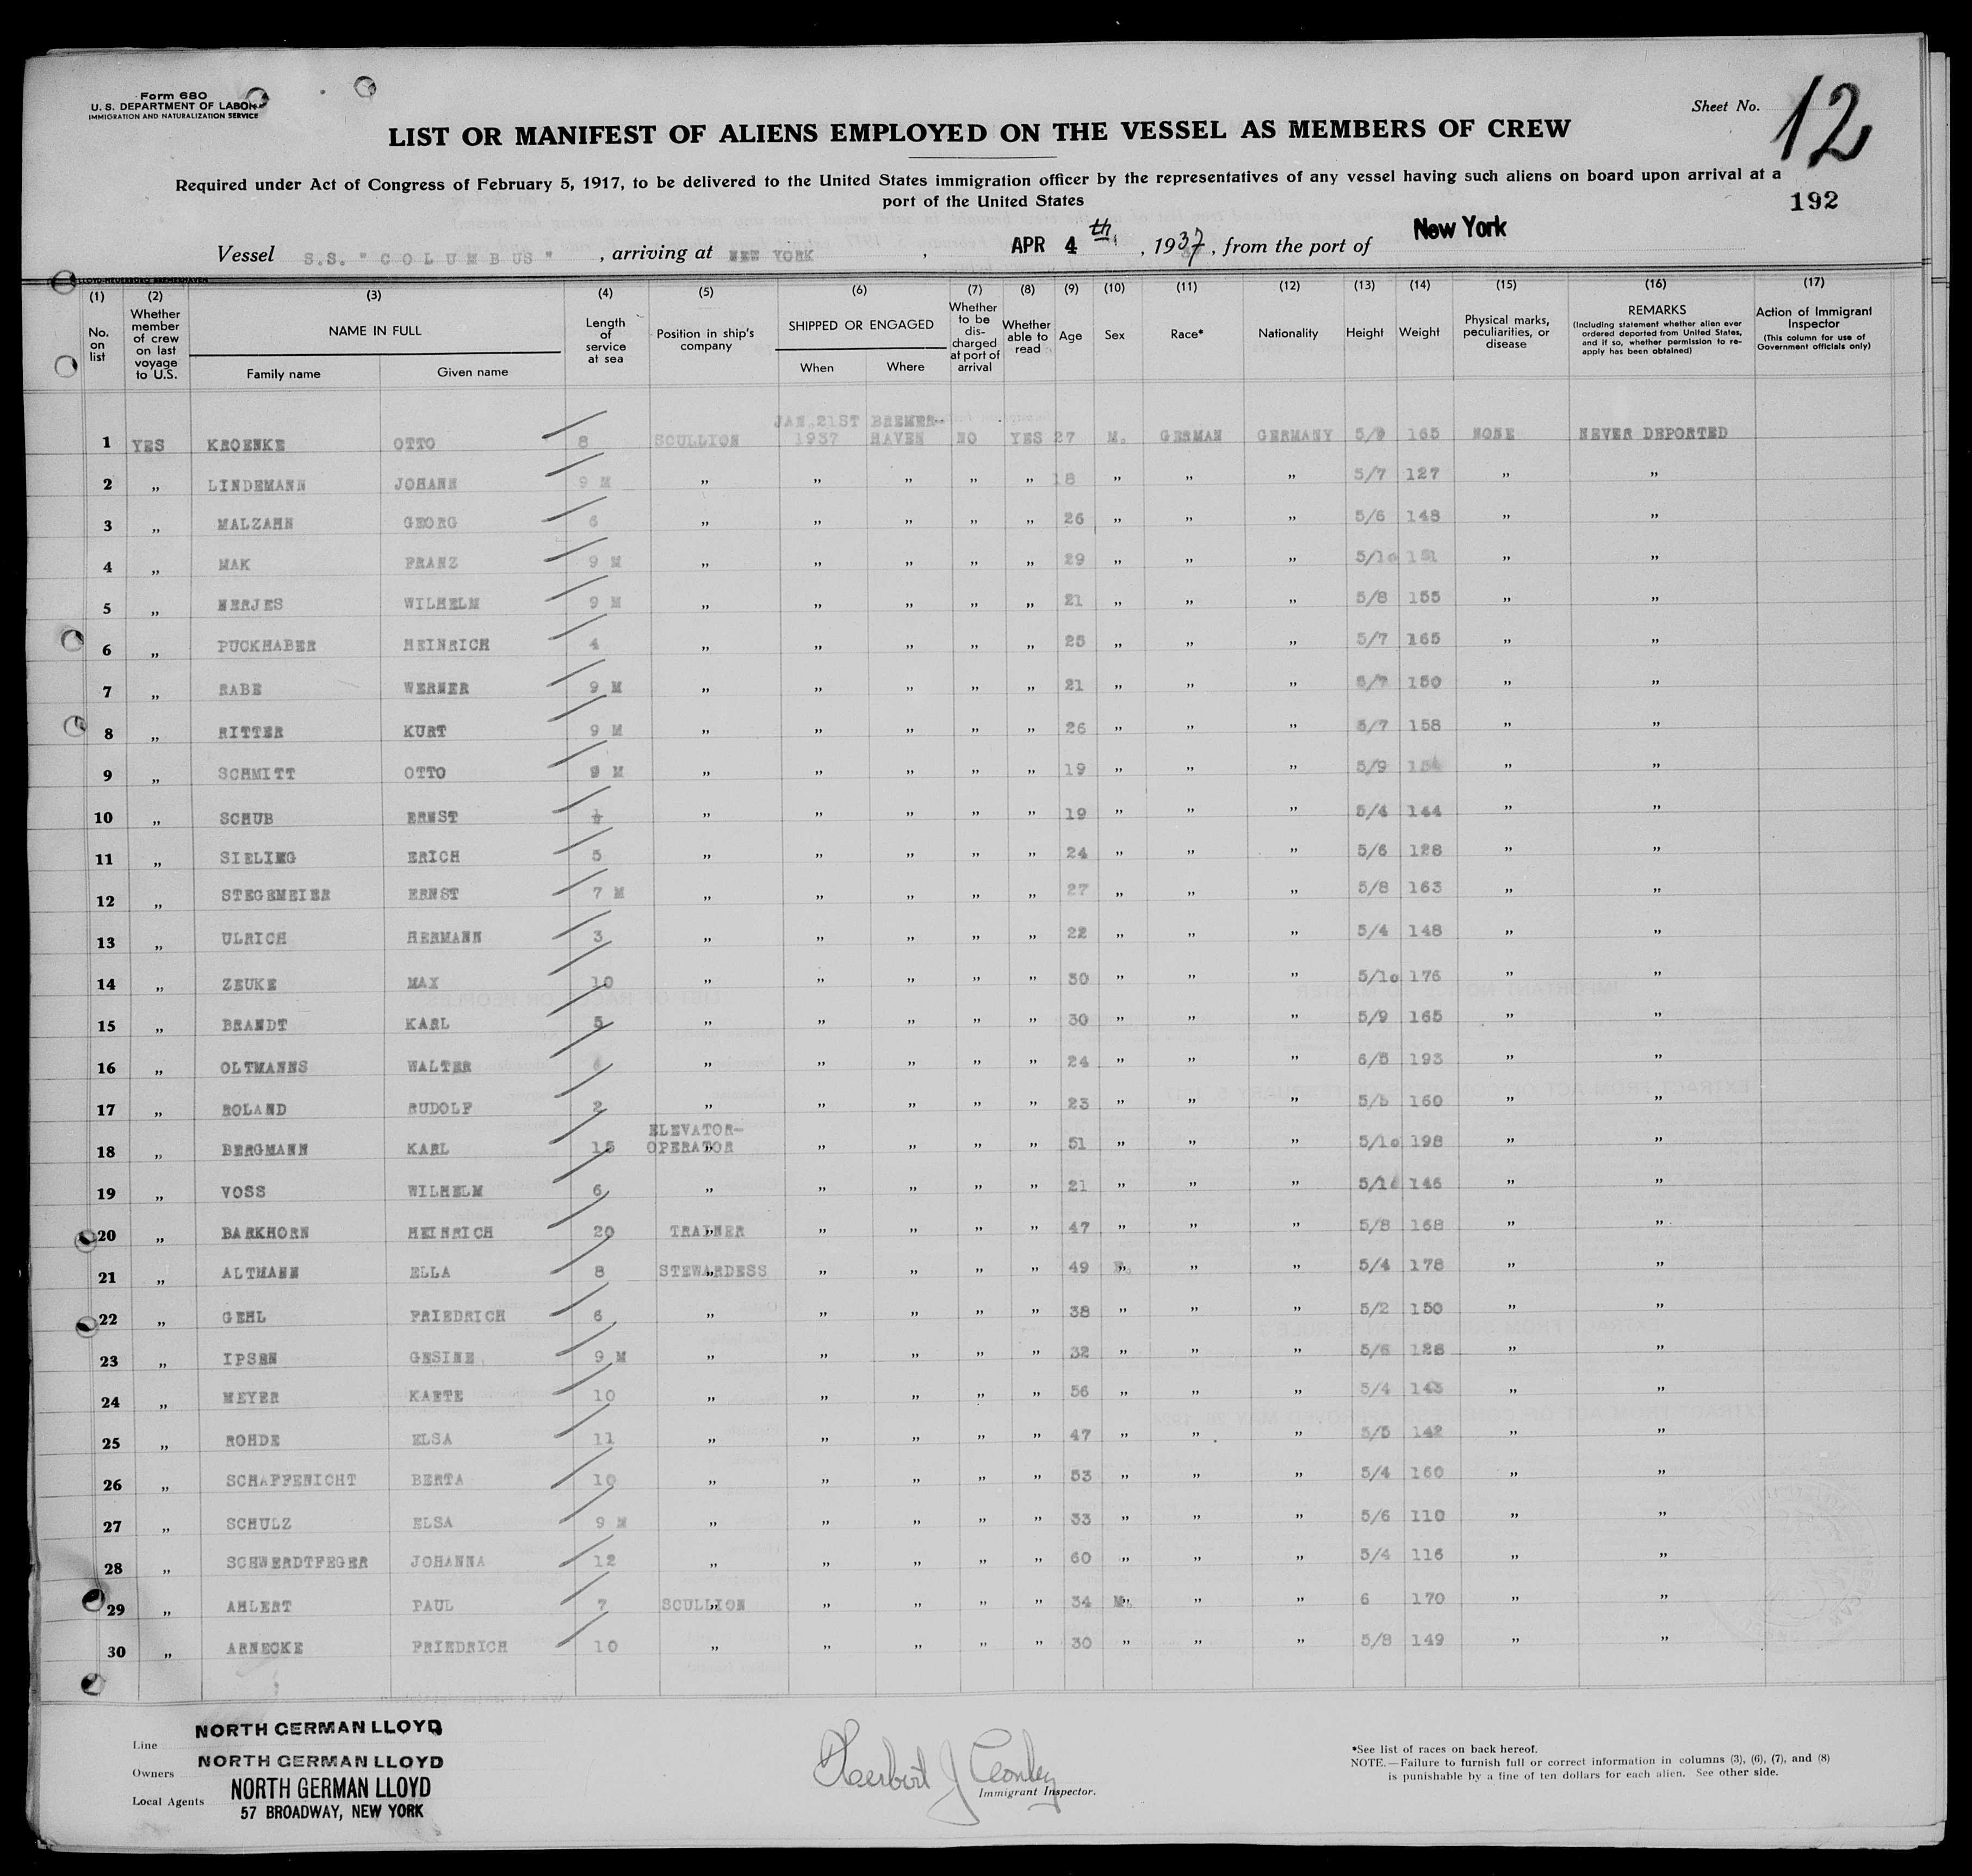 Form 680
U. S. DEPARTMENT OF LABOR
IMMIGRATION AND NATURALIZATION SERVICE
Sheet No. 12
LIST OR MANIFEST OF ALIENS EMPLOYED ON THE VESSEL AS MEMBERS OF CREW
Required under Act of Congress of February 5, 1917, to be delivered to the United States immigration officer by the representatives of any vessel having such aliens on board upon arrival at a
port of the United States
192
Vessel S.S. "COLUMBUS", arriving at NEW YORK, APR 4th, 1937, from the port of New York
(1) (2) (3) (4) (5) (6) (7) (8) (9) (10) (11) (12) (13) (14) (15) (16) (17)
No. on list
Whether member of crew on last voyage to U.S.
NAME IN FULL
Family name Given name
Length of service at sea
Position in ship's company
SHIPPED OR ENGAGED
When Where
Whether to be discharged at port of arrival
Whether able to read
Age
Sex
Race*
Nationality
Height
Weight
Physical marks, peculiarities, or disease
REMARKS
(Including statement whether alien ever ordered deported from United States, and if so, whether permission to reapply has been obtained)
Action of Immigrant Inspector
(This column for use of Government officials only)
1 YES KROENKE OTTO 8 SCULLION JAN.21ST 1937 BREMERHAVEN NO YES 27 M. GERMAN GERMANY 165 NONE NEVER DEPORTED
2 " LINDEMANN JOHANN 9 M " " " " " 18 " " " 5/7 127 " "
3 " MALZAHN GEORG 6 " " " " " 26 " " " 5/6 148 " "
4 " MAK FRANZ 9 M " " " " " 29 " " " 5/10 " "
5 " NERJES WILHELM 9 M " " " " " 21 " " " 5/8 155 " "
6 " PUCKHABER HEINRICH 4 " " " " " 25 " " " 5/7 165 " "
7 " RABE WERNER 9 M " " " " " 21 " " " 5/7 150 " "
8 " RITTER KURT 9 M " " " " " 26 " " " 5/7 158 " "
9 " SCHMITT OTTO 9 M " " " " " 19 " " " 5/9 " "
10 " SCHUB ERNST " " " " " 19 " " " 5/4 144 " "
11 " SIELING ERICH 5 " " " " " 24 " " " 5/6 128 " "
12 " STEGEMEIER ERNST 7 M " " " " " 27 " " " 5/8 163 " "
13 " ULRICH HERMANN 3 " " " " " 22 " " " 5/4 148 " "
14 " ZEUKE MAX 10 " " " " " 30 " " " 5/10 176 " "
15 " BRANDT KARL 5 " " " " " 30 " " " 5/9 165 " "
16 " OLTMANNS WALTER " " " " " 24 " " " 6/5 193 " "
17 " ROLAND RUDOLF 2 " " " " " 23 " " " 5/5 160 " "
18 " BERGMANN KARL 15 ELEVATOR-OPERATOR " " " " 51 " " " 5/10 198 " "
19 " VOSS WILHELM 6 " " " " " 21 " " " 146 " "
20 " BARKHORN HEINRICH 20 TRAINER " " " " 47 " " " 5/8 168 " "
21 " ALTMANN ELLA 8 STEWARDESS " " " " 49 F. " " 5/4 178 " "
22 " GEHL FRIEDRICH 6 " " " " " 38 " " " 5/2 150 " "
23 " IPSEN GESINE 9 M " " " " " 32 " " " 5/6 128 " "
24 " MEYER KAETE 10 " " " " " 56 " " " 5/4 143 " "
25 " ROHDE ELSA 11 " " " " " 47 " " " 5/5 142 " "
26 " SCHAFFENICHT BERTA 10 " " " " " 53 " " " 5/4 160 " "
27 " SCHULZ ELSA 9 M " " " " " 33 " " " 5/6 110 " "
28 " SCHWERDTFEGER JOHANNA 12 " " " " " 60 " " " 5/4 116 " "
29 " AHLERT PAUL 7 SCULLION " " " " 34 M. " " 6 170 " "
30 " ARNECKE FRIEDRICH 10 " " " " " 30 " " " 5/8 149 " "
Line NORTH GERMAN LLOYD
Owners NORTH GERMAN LLOYD
Local Agents NORTH GERMAN LLOYD
57 BROADWAY, NEW YORK
Immigrant Inspector.
*See list of races on back hereof.
NOTE.—Failure to furnish full or correct information in columns (3), (6), (7), and (8)
is punishable by a fine of ten dollars for each alien. See other side.